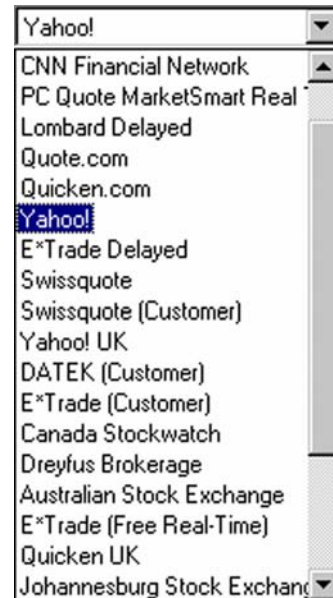 Yahoo!
CNN Financial Network
PC Quote MarketSmart Real
Lombard Delayed
Quote.com
Quicken.com
Yahoo!
E*Trade Delayed
Swissquote
Swissquote (Customer)
Yahoo! UK
DATEK (Customer)
E*Trade (Customer)
Canada Stockwatch
Dreyfus Brokerage
Australian Stock Exchange
E*Trade (Free Real-Time)
Quicken UK
Johannesburg Stock Exchang